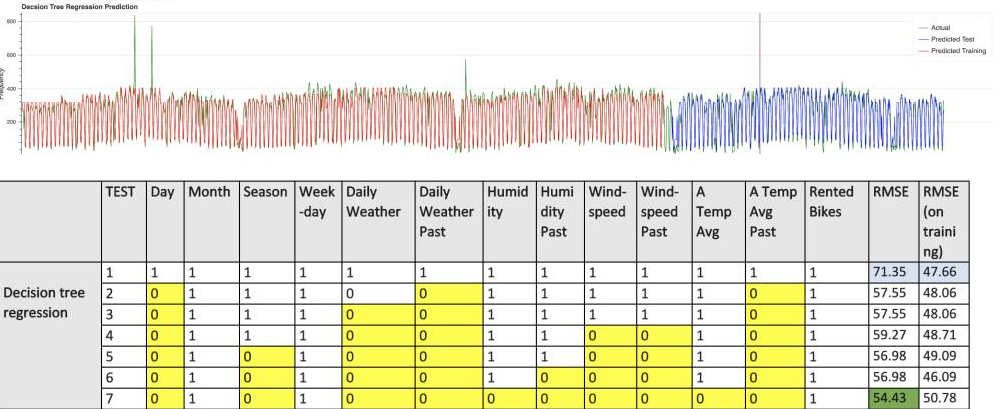 Decsion Tree Regression Prediction
800
600
400
200
Frequency
Actual
Predicted Test
Predicted Training
TEST Day Month Season Week-day Daily Weather Daily Weather Past Humidity Humidity Past Wind-speed Wind-speed Past A Temp Avg A Temp Avg Past Rented Bikes RMSE RMSE (on training)
Decision tree regression
1 1 1 1 1 1 1 1 1 1 1 1 1 1 71.35 47.66
2 0 1 1 1 0 0 1 1 1 1 1 0 1 57.55 48.06
3 0 1 1 1 0 0 1 1 1 1 1 0 1 57.55 48.06
4 0 1 1 1 0 0 1 1 0 0 1 0 1 59.27 48.71
5 0 1 0 1 0 0 1 1 0 0 1 0 1 56.98 49.09
6 0 1 0 1 0 0 1 0 0 0 1 0 1 56.98 46.09
7 0 1 0 1 0 0 0 0 0 0 0 0 1 54.43 50.78